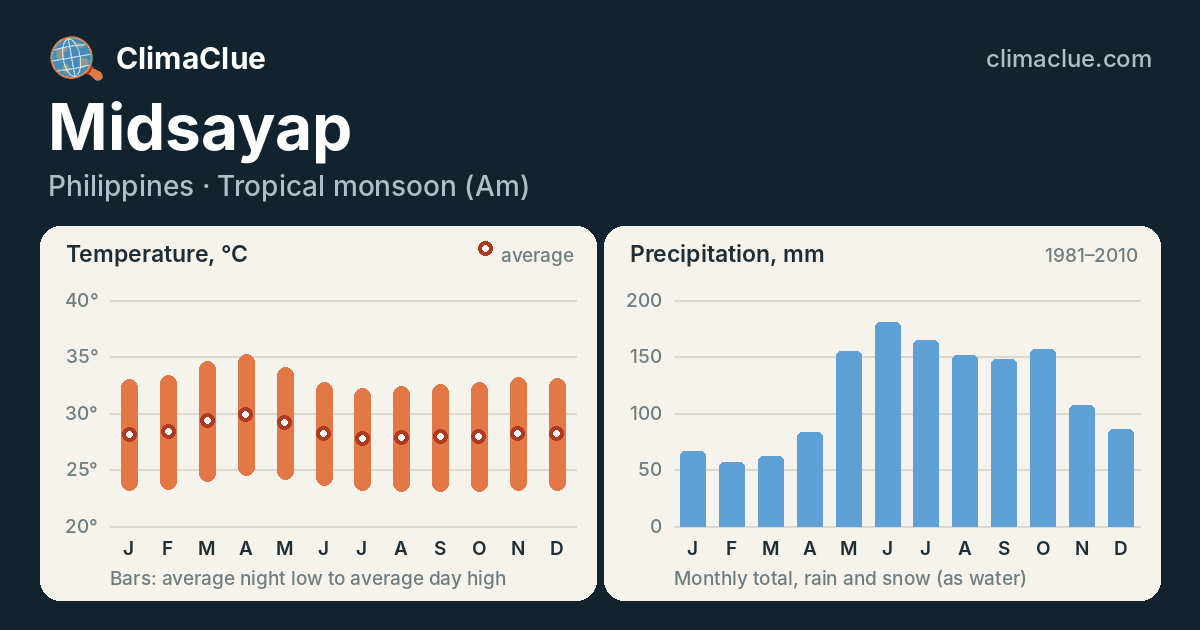 ClimaClue
climaclue.com
Midsayap
Philippines · Tropical monsoon (Am)
Temperature, °C
average
40°
35°
30°
25°
20°
J F M A M J J A S O N D
Bars: average night low to average day high
Precipitation, mm
1981–2010
200
150
100
50
0
J F M A M J J A S O N D
Monthly total, rain and snow (as water)